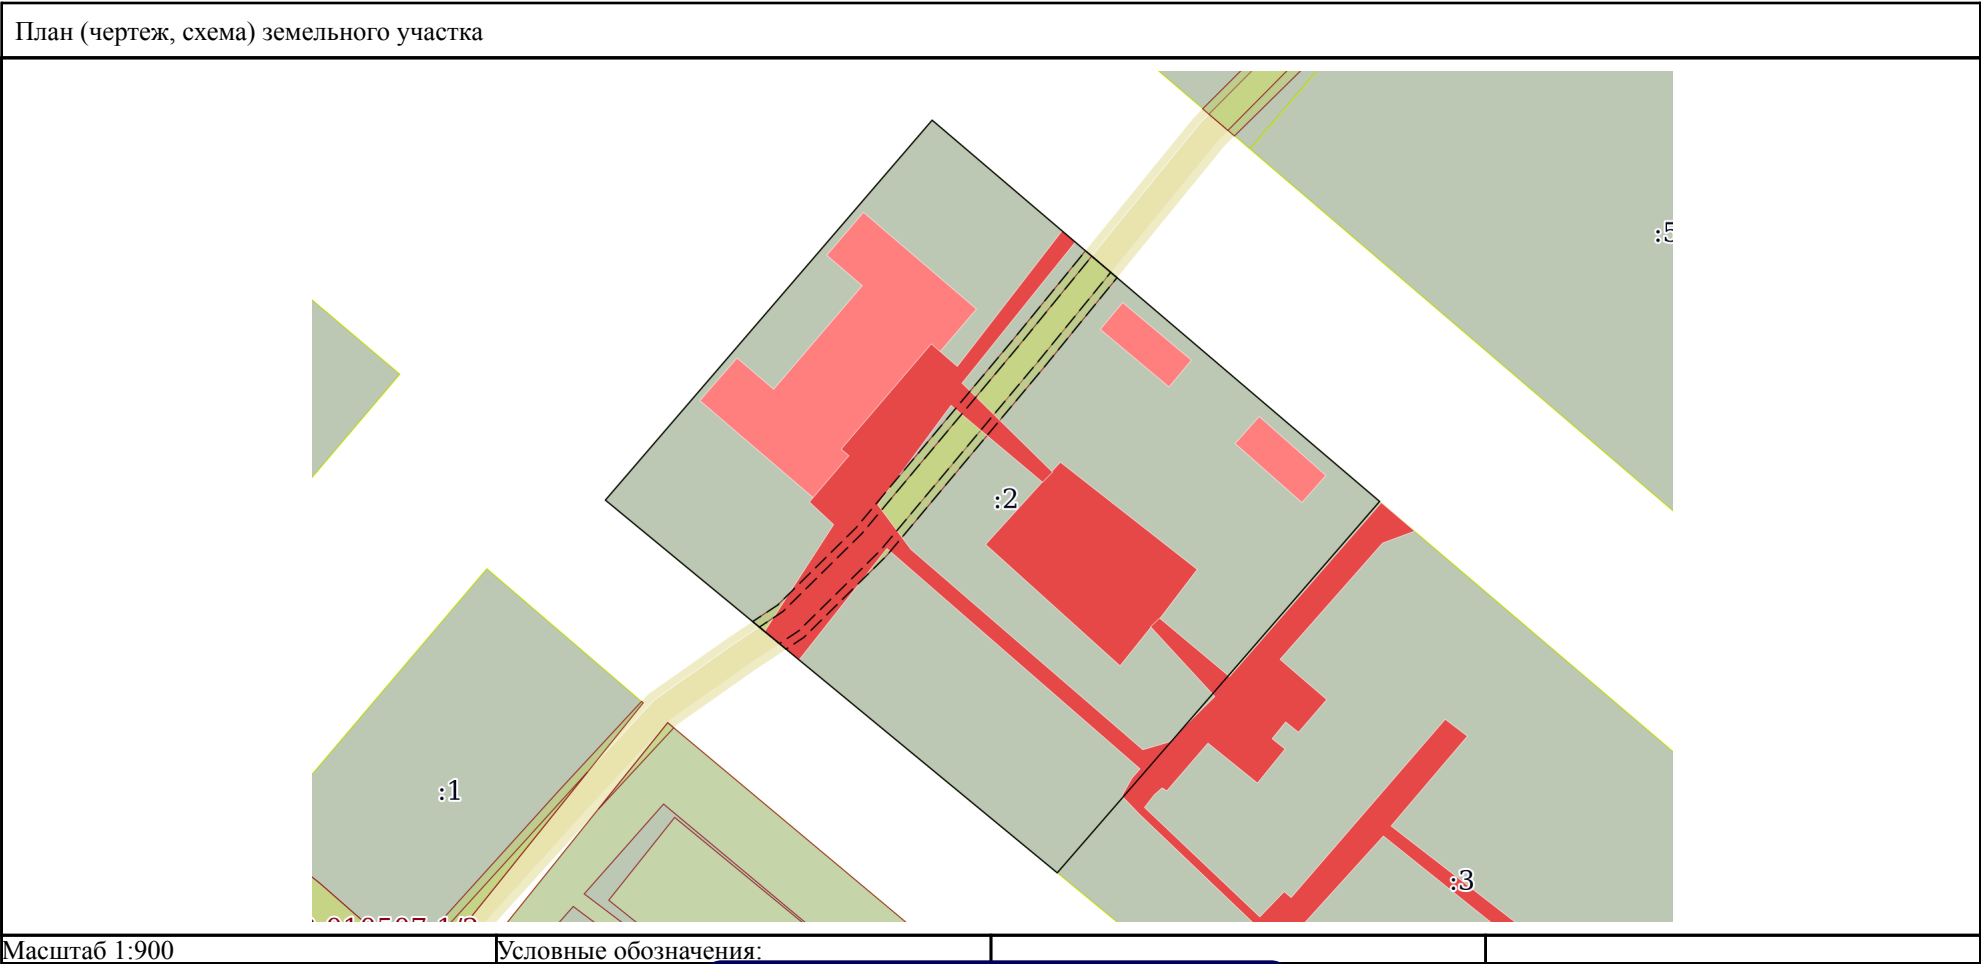 План (чертеж, схема) земельного участка
:5
:2
:1
:3
Масштаб 1:900
Условные обозначения: